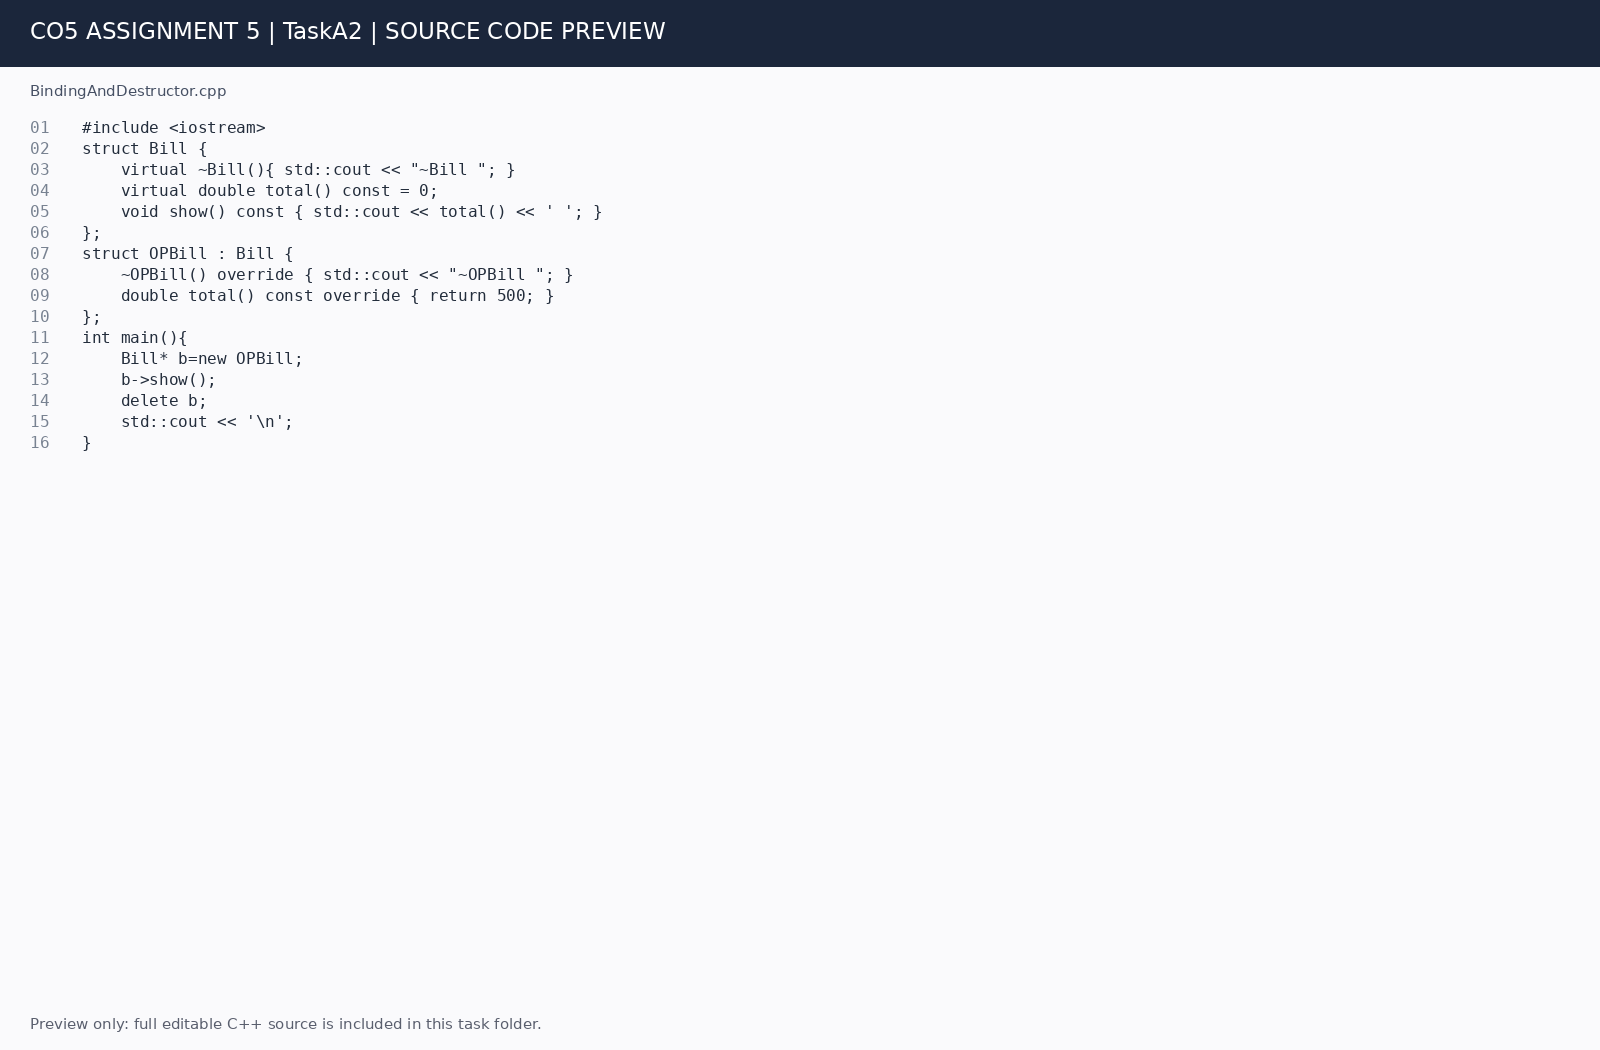 CO5 ASSIGNMENT 5 | TaskA2 | SOURCE CODE PREVIEW
BindingAndDestructor.cpp
01 #include <iostream>
02 struct Bill {
03     virtual ~Bill(){ std::cout << "~Bill "; }
04     virtual double total() const = 0;
05     void show() const { std::cout << total() << ' '; }
06 };
07 struct OPBill : Bill {
08     ~OPBill() override { std::cout << "~OPBill "; }
09     double total() const override { return 500; }
10 };
11 int main(){
12     Bill* b=new OPBill;
13     b->show();
14     delete b;
15     std::cout << '\n';
16 }
Preview only: full editable C++ source is included in this task folder.